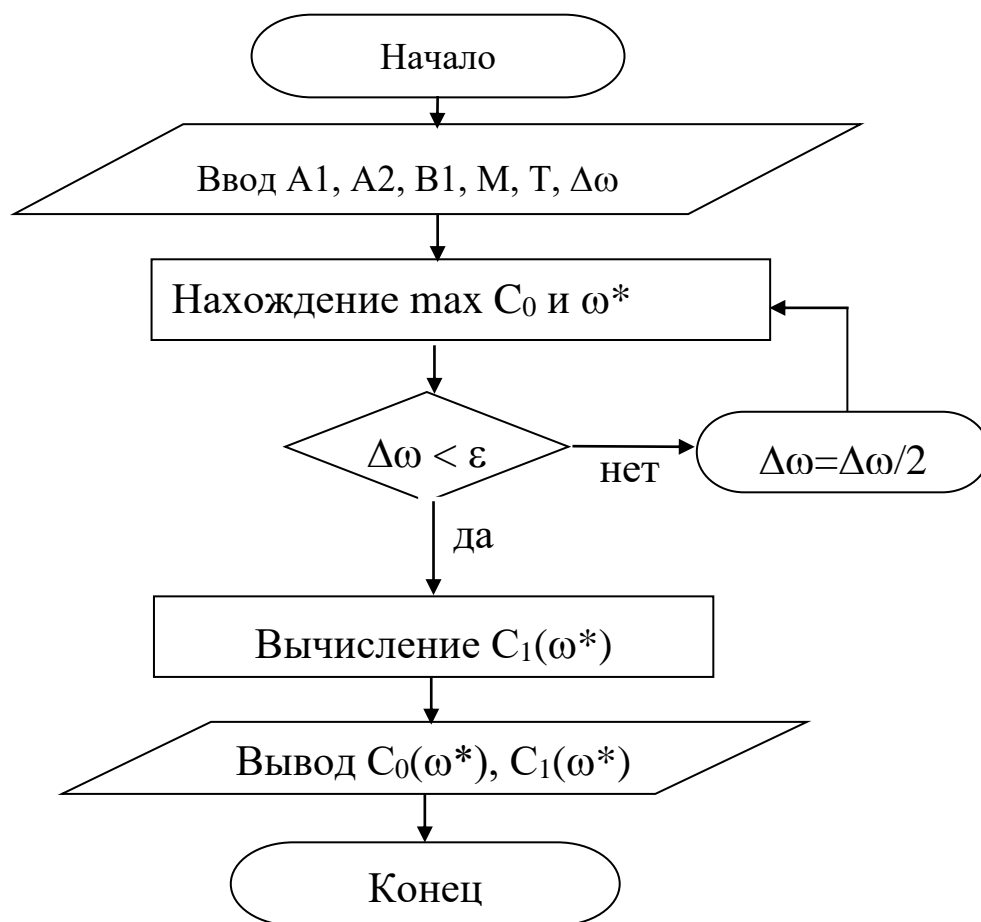 Начало
Ввод A1, A2, B1, M, T, Δω
Нахождение max C₀ и ω*
Δω < ε
нет
Δω=Δω/2
да
Вычисление C₁(ω*)
Вывод C₀(ω*), C₁(ω*)
Конец